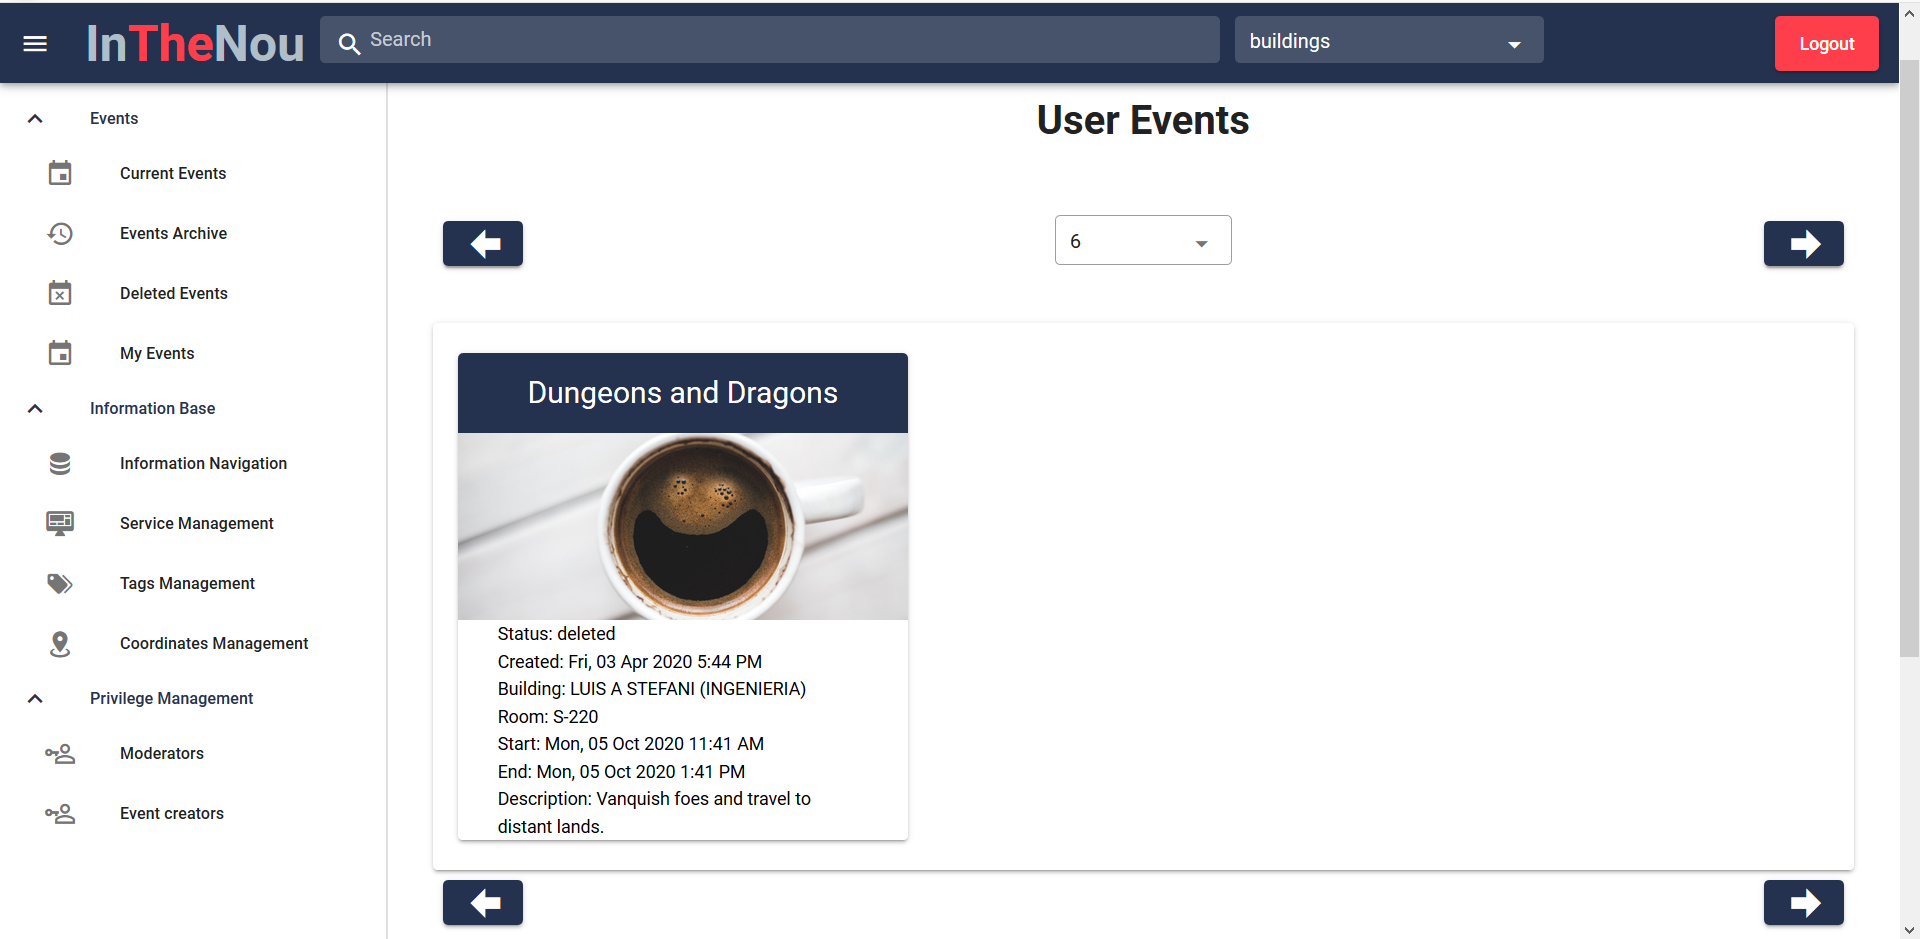 InTheNou
Search
buildings
Logout
Events
Current Events
Events Archive
Deleted Events
My Events
Information Base
Information Navigation
Service Management
Tags Management
Coordinates Management
Privilege Management
Moderators
Event creators
User Events
6
Dungeons and Dragons
Status: deleted
Created: Fri, 03 Apr 2020 5:44 PM
Building: LUIS A STEFANI (INGENIERIA)
Room: S-220
Start: Mon, 05 Oct 2020 11:41 AM
End: Mon, 05 Oct 2020 1:41 PM
Description: Vanquish foes and travel to
distant lands.